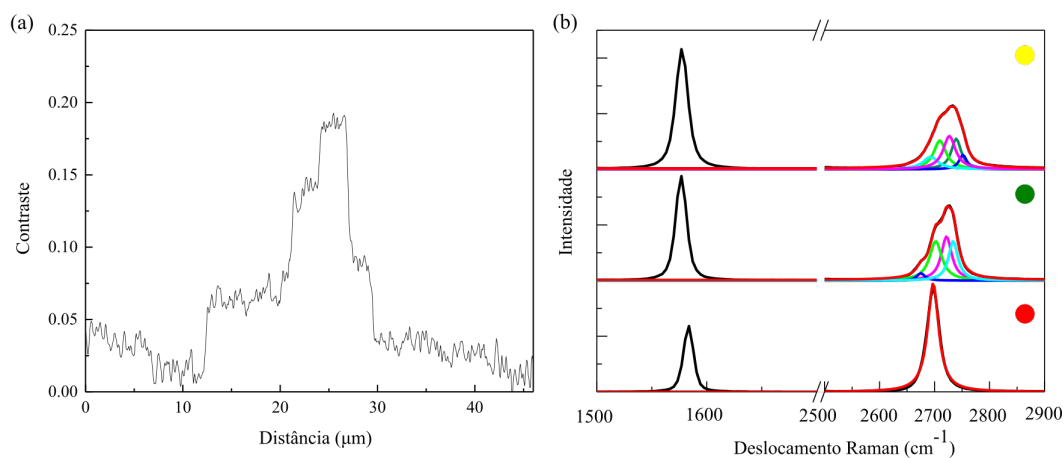 (a)
0.25
0.20
0.15
0.10
0.05
0.00
Contraste
0 10 20 30 40
Distância (μm)
(b)
Intensidade
1500 1600 2500 2600 2700 2800 2900
Deslocamento Raman (cm-1)